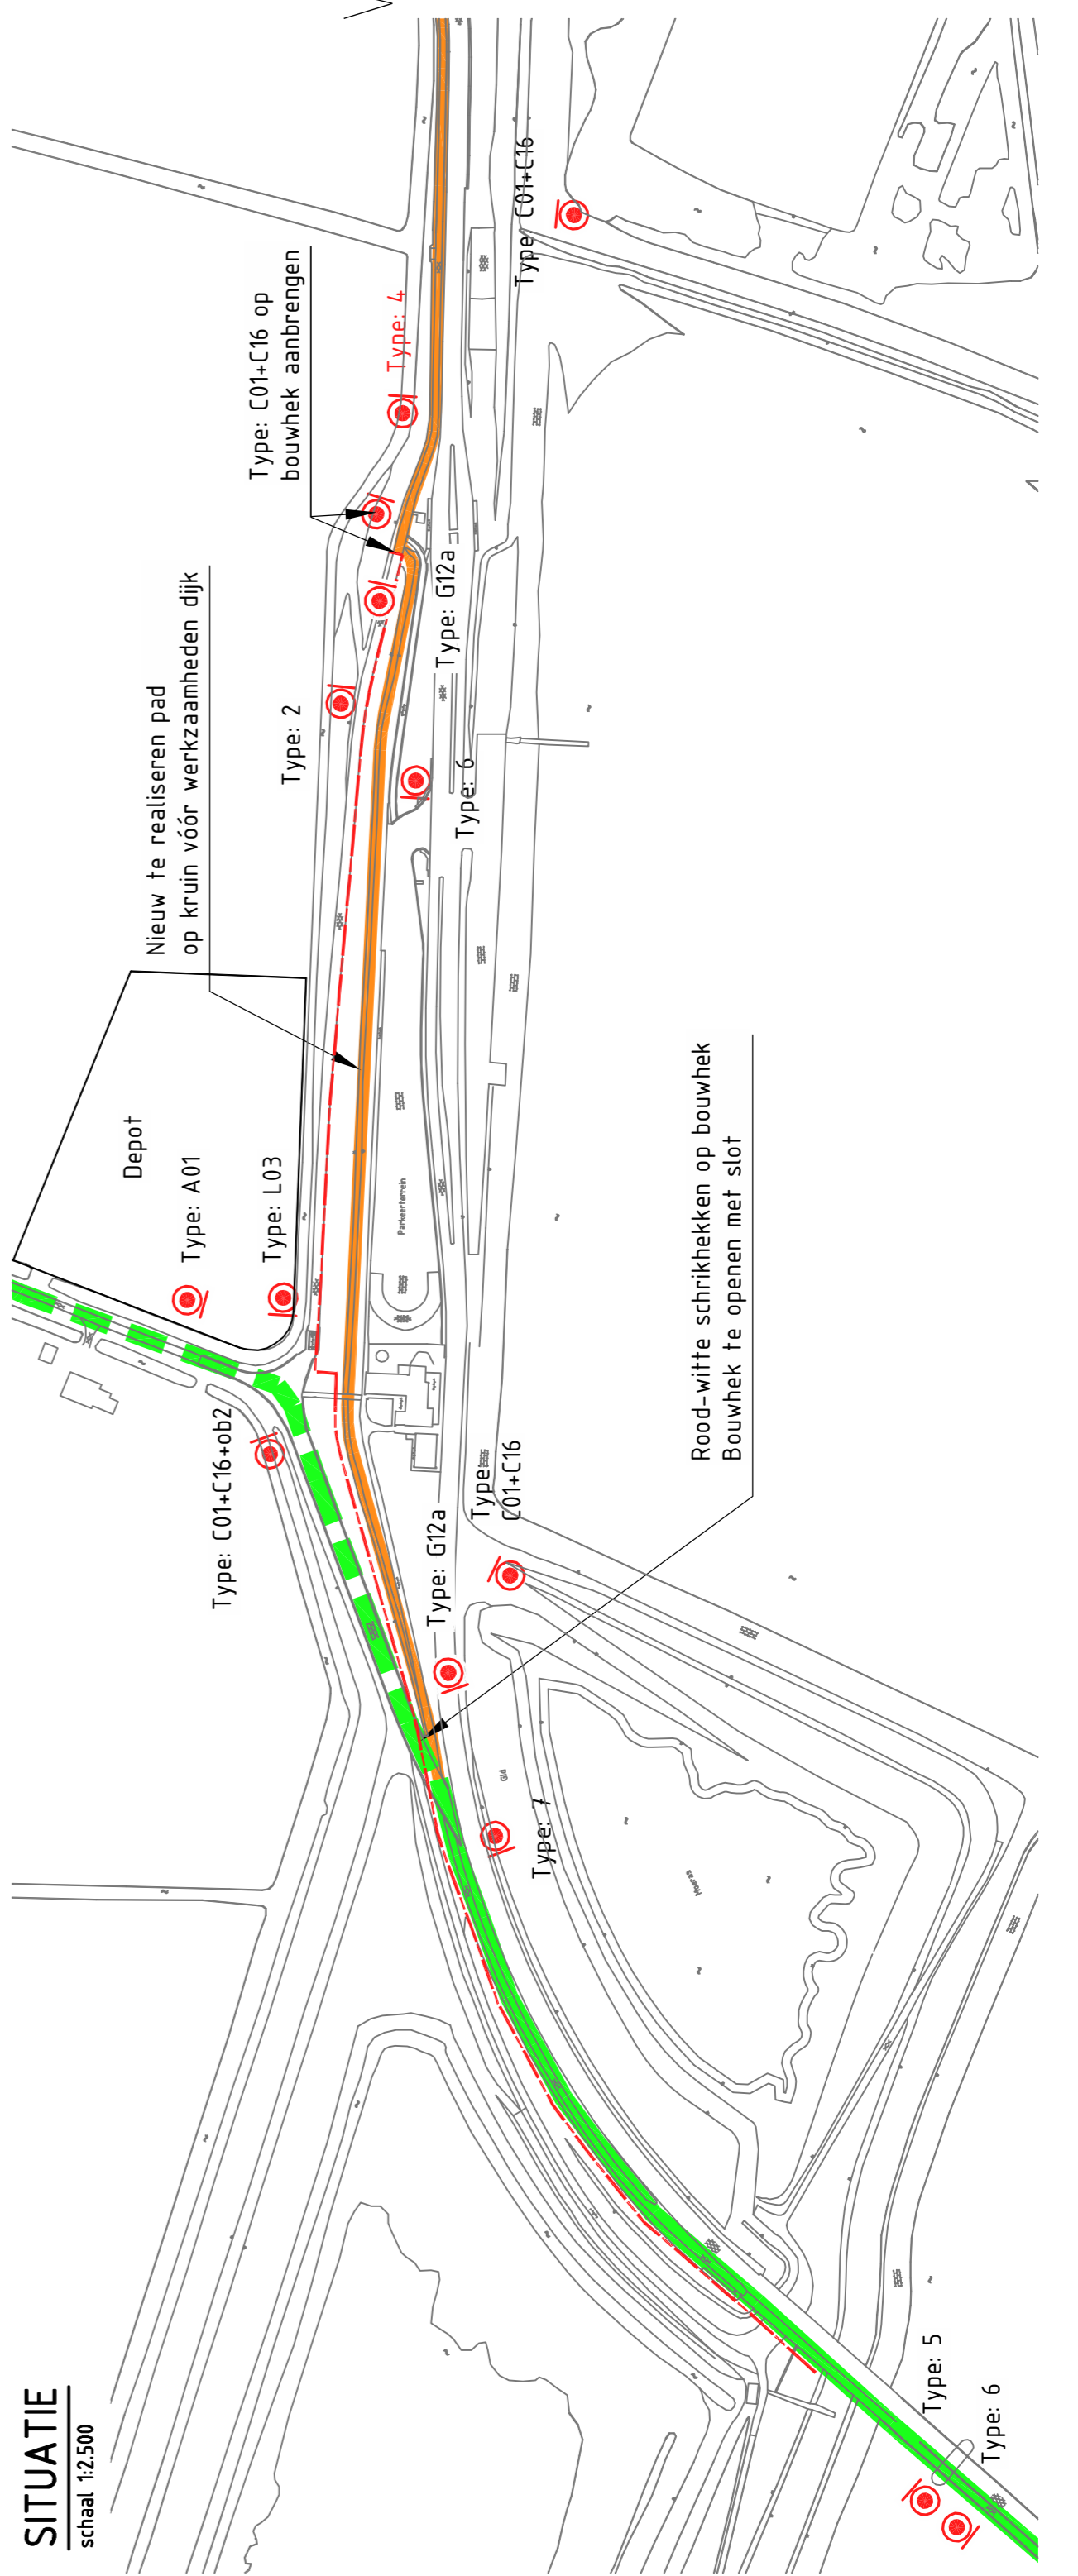 SITUATIE
schaal 1:2.500
Type: C01+C16 op
bouwhek aanbrengen
Type: 4
Type: C01+C16
Nieuw te realiseren pad
op kruin vóór werkzaamheden dijk
Type: 2
Type: G12a
Type: 6
Depot
Type: A01
Type: L03
Parkeerterrein
Rood-witte schrikhekken op bouwhek
Bouwhek te openen met slot
Type: C01+C16+ob2
Type:
C01+C16
Type: G12a
Type: 7
Gld
Moeras
Type: 5
Type: 6